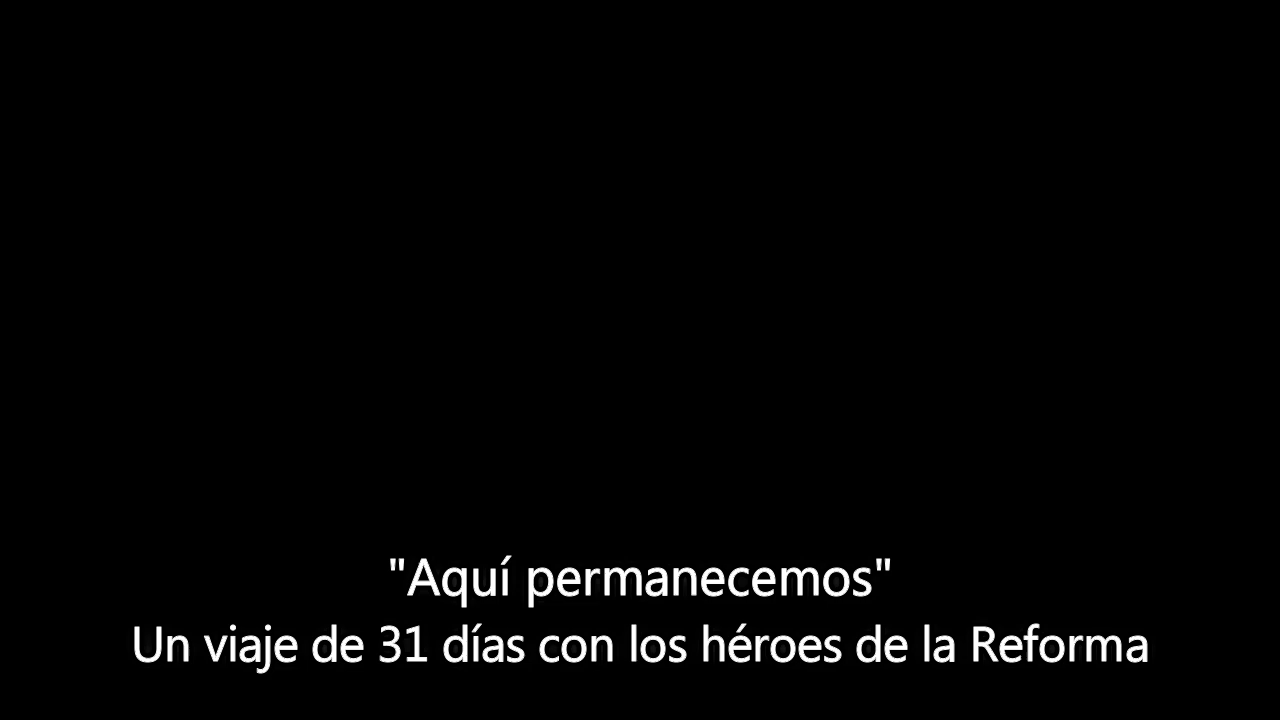 "Aquí permanecemos"
Un viaje de 31 días con los héroes de la Reforma